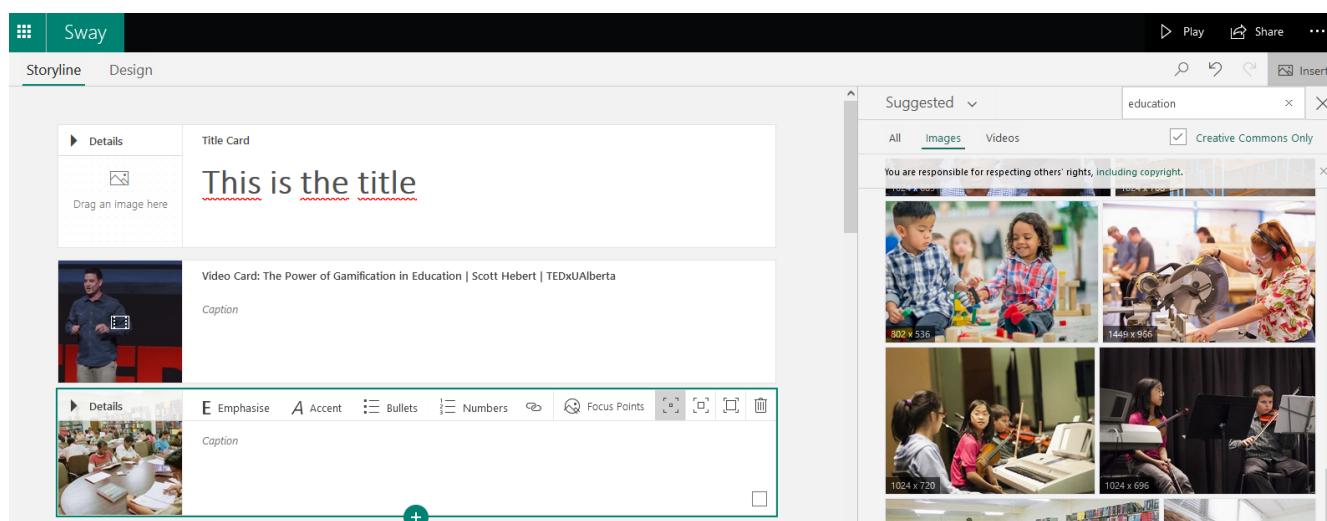 Sway
Play
Share
Storyline
Design
Insert
Suggested
education
Details
Title Card
All
Images
Videos
Creative Commons Only
You are responsible for respecting others' rights, including copyright.
This is the title
Drag an image here
Video Card: The Power of Gamification in Education | Scott Hebert | TEDxUAlberta
Caption
802 x 536
1449 x 966
Details
E Emphasise
A Accent
Bullets
Numbers
Focus Points
Caption
1024 x 720
1024 x 696